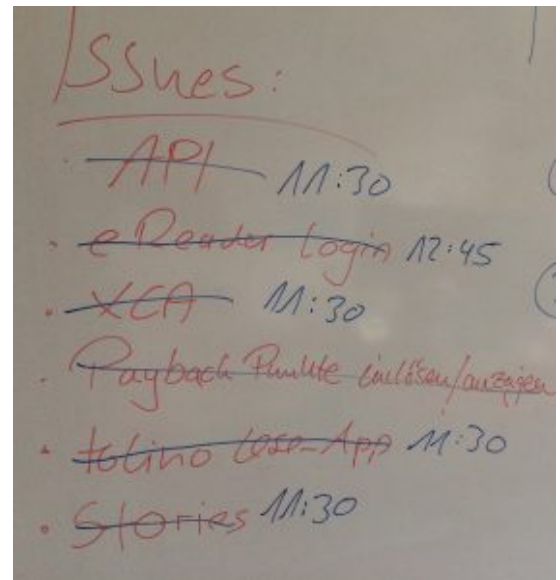 Issues:
API 11:30
eReader Login 12:45
XCA 11:30
Payback Punkte einlösen/anzeigen
tolino Lese-App 11:30
Stories 11:30